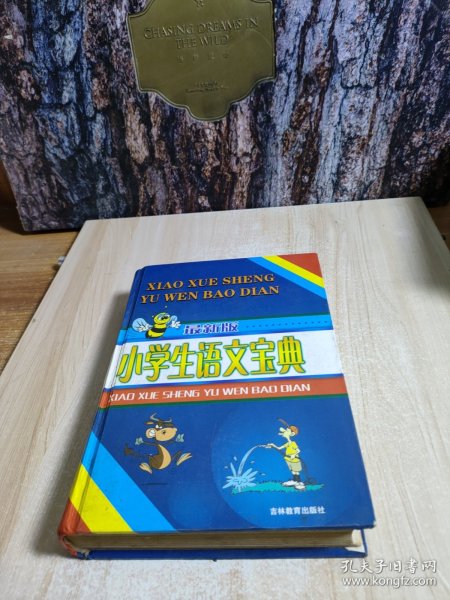 CHASING DREAMS IN
THE WILD
XIAO XUE SHENG
YU WEN BAO DIAN
最新版
小学生语文宝典
XIAO XUE SHENG YU WEN BAO DIAN
吉林教育出版社
孔夫子旧书网
www.kongfz.com